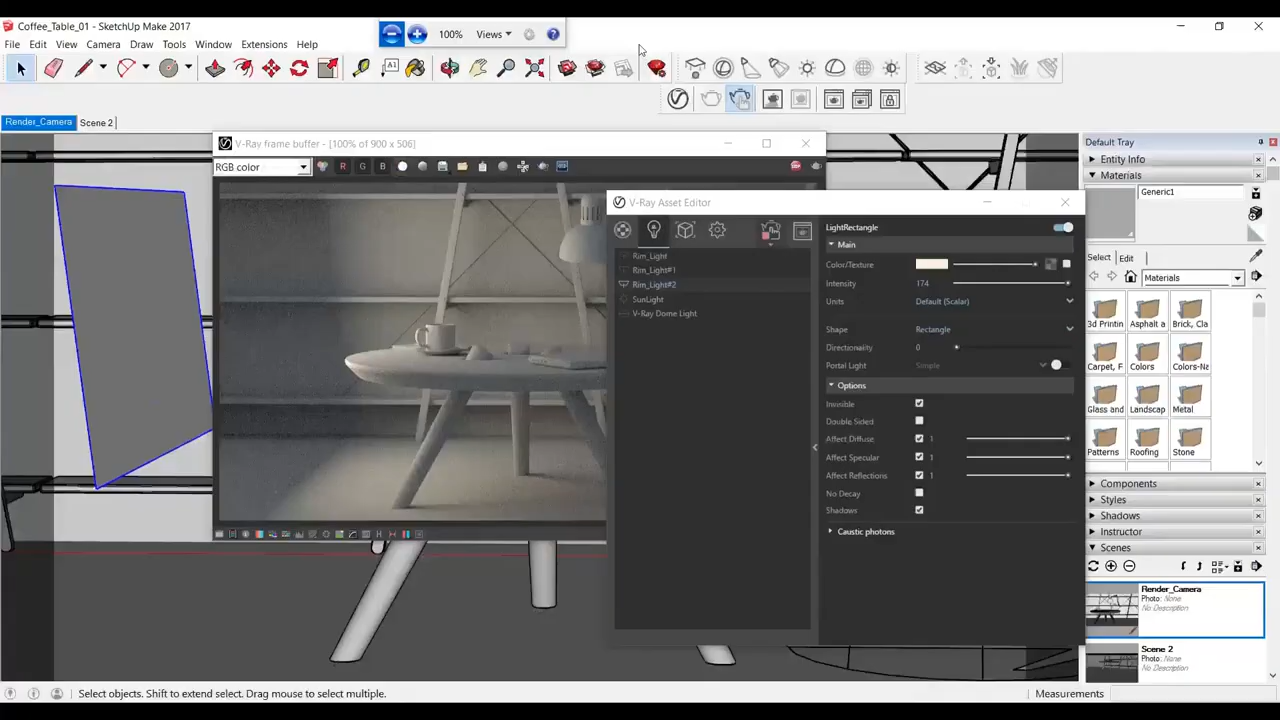 Coffee_Table_01 - SketchUp Make 2017
100%
Views
File Edit View Camera Draw Tools Window Extensions Help
A1
Render_Camera
Scene 2
V-Ray frame buffer - [100% of 900 x 506]
RGB color
R
G
B
V-Ray Asset Editor
Rim_Light
Rim_Light#1
Rim_Light#2
SunLight
V-Ray Dome Light
LightRectangle
Main
Color/Texture
Intensity 174
Units Default (Scalar)
Shape Rectangle
Directionality 0
Portal Light Simple
Options
Invisible
Double Sided
Affect Diffuse 1
Affect Specular 1
Affect Reflections 1
No Decay
Shadows
Caustic photons
Default Tray
Entity Info
Materials
Generic1
Select Edit
Materials
3d Printin Asphalt a Brick, Cla
Carpet, F Colors Colors-Na
Glass and Landscap Metal
Patterns Roofing Stone
Components
Styles
Shadows
Instructor
Scenes
Render_Camera
Photo: None
No Description
Scene 2
Photo: None
No Description
Select objects. Shift to extend select. Drag mouse to select multiple.
Measurements